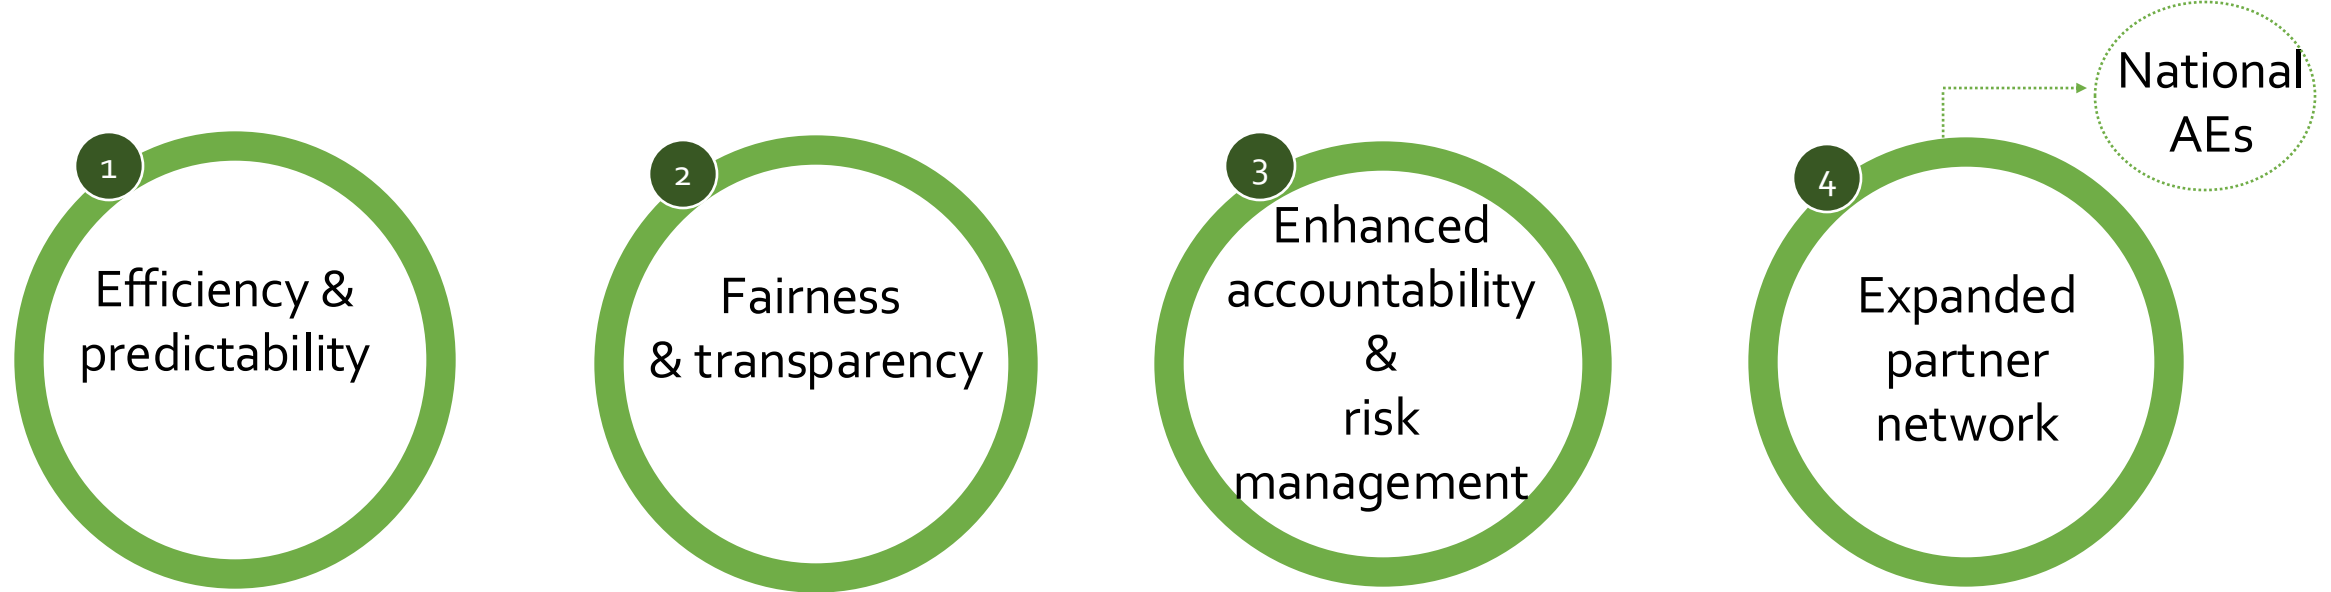 1
Efficiency &
predictability
2
Fairness
& transparency
3
Enhanced
accountability
&
risk
management
4
Expanded
partner
network
National
AEs